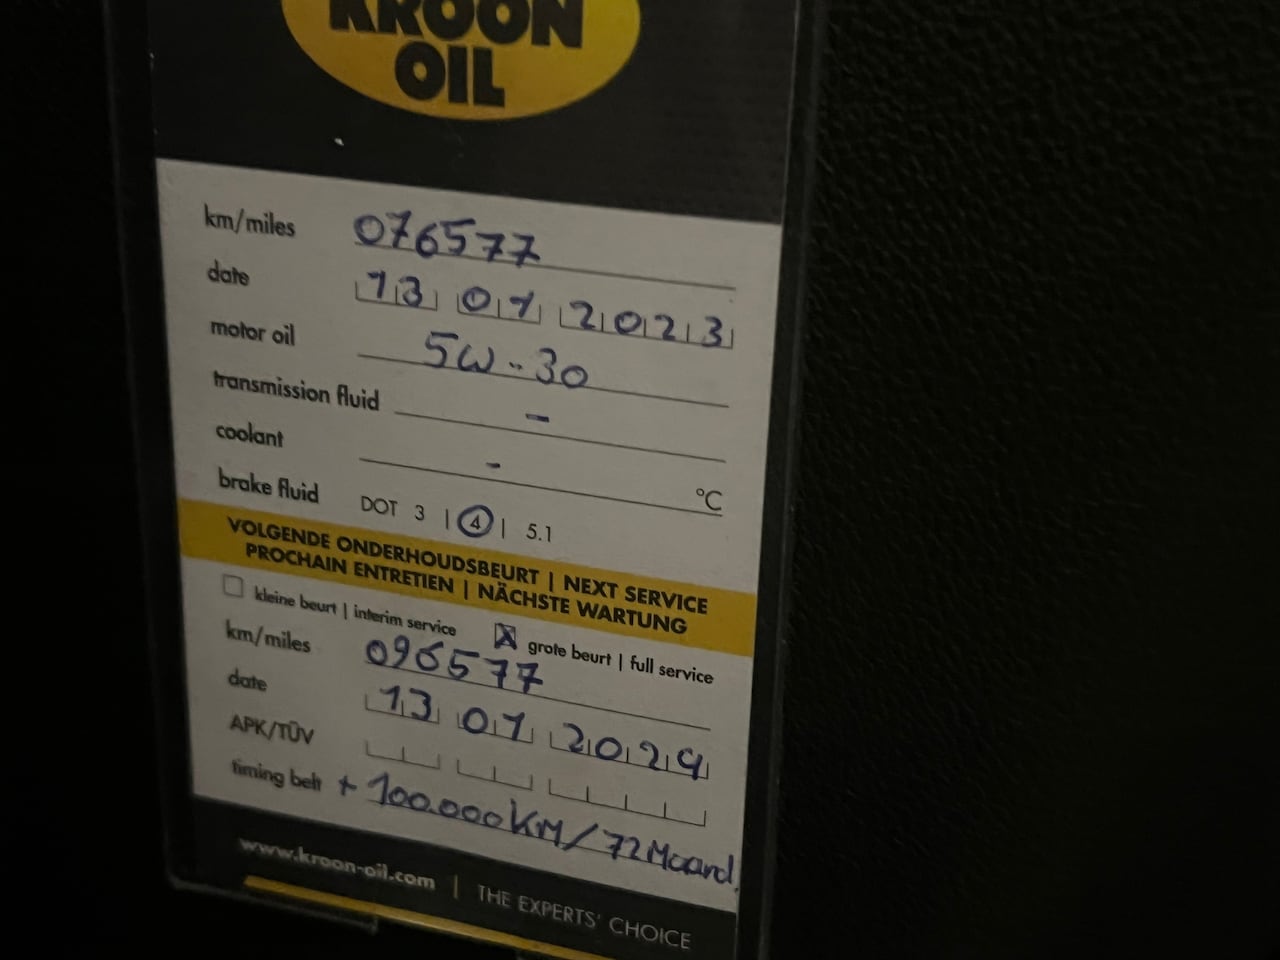 KROON
OIL
km/miles 076577
date 13 01 2023
motor oil 5W-30
transmission fluid -
coolant - °C
brake fluid DOT 3 | 4 | 5.1
VOLGENDE ONDERHOUDSBEURT | NEXT SERVICE
PROCHAIN ENTRETIEN | NÄCHSTE WARTUNG
kleine beurt | interim service X grote beurt | full service
km/miles 096577
date 13 01 2024
APK/TÜV
timing belt + 100.000KM/72Maand.
www.kroon-oil.com | THE EXPERTS' CHOICE